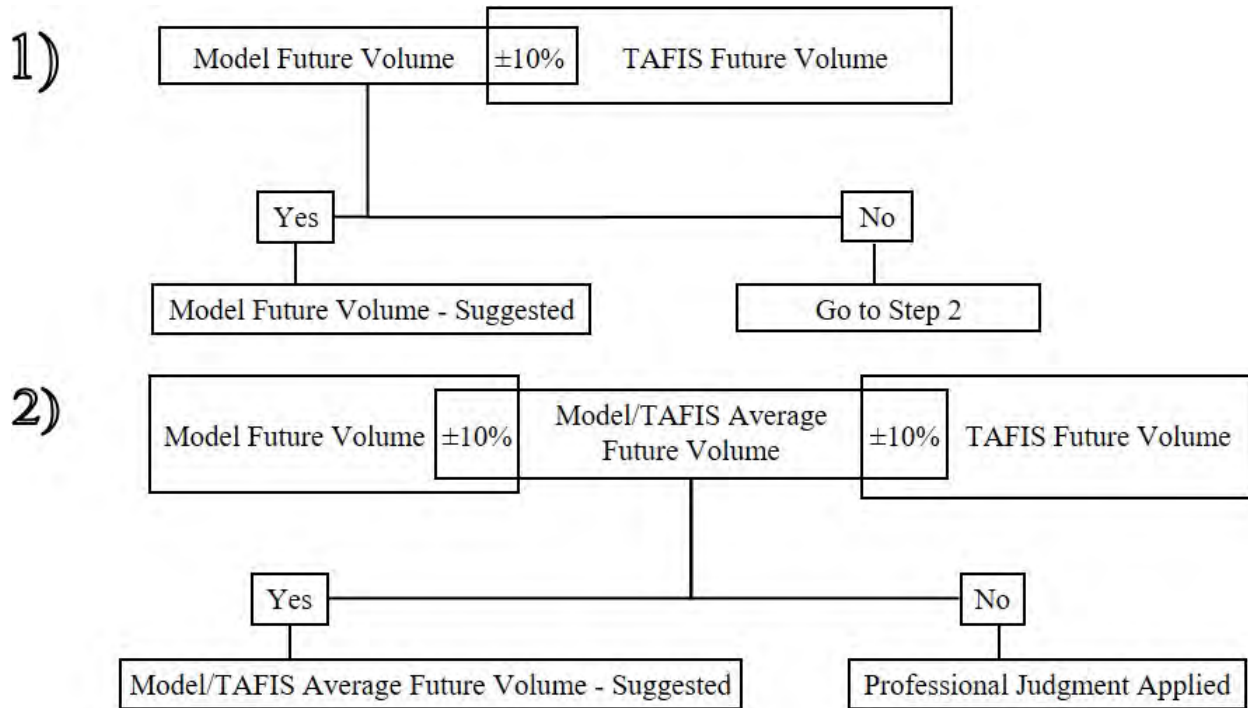 1)
Model Future Volume
±10%
TAFIS Future Volume
Yes
No
Model Future Volume - Suggested
Go to Step 2
2)
Model Future Volume
±10%
Model/TAFIS Average
Future Volume
±10%
TAFIS Future Volume
Yes
No
Model/TAFIS Average Future Volume - Suggested
Professional Judgment Applied